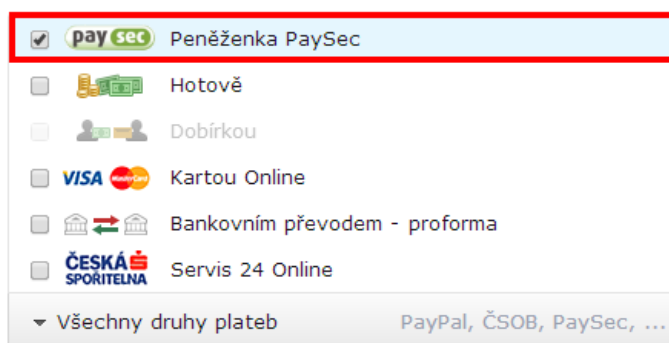 pay sec Peněženka PaySec
Hotově
Dobírkou
VISA MasterCard Kartou Online
Bankovním převodem - proforma
ČESKÁ SPOŘITELNA Servis 24 Online
Všechny druhy plateb PayPal, ČSOB, PaySec, ...